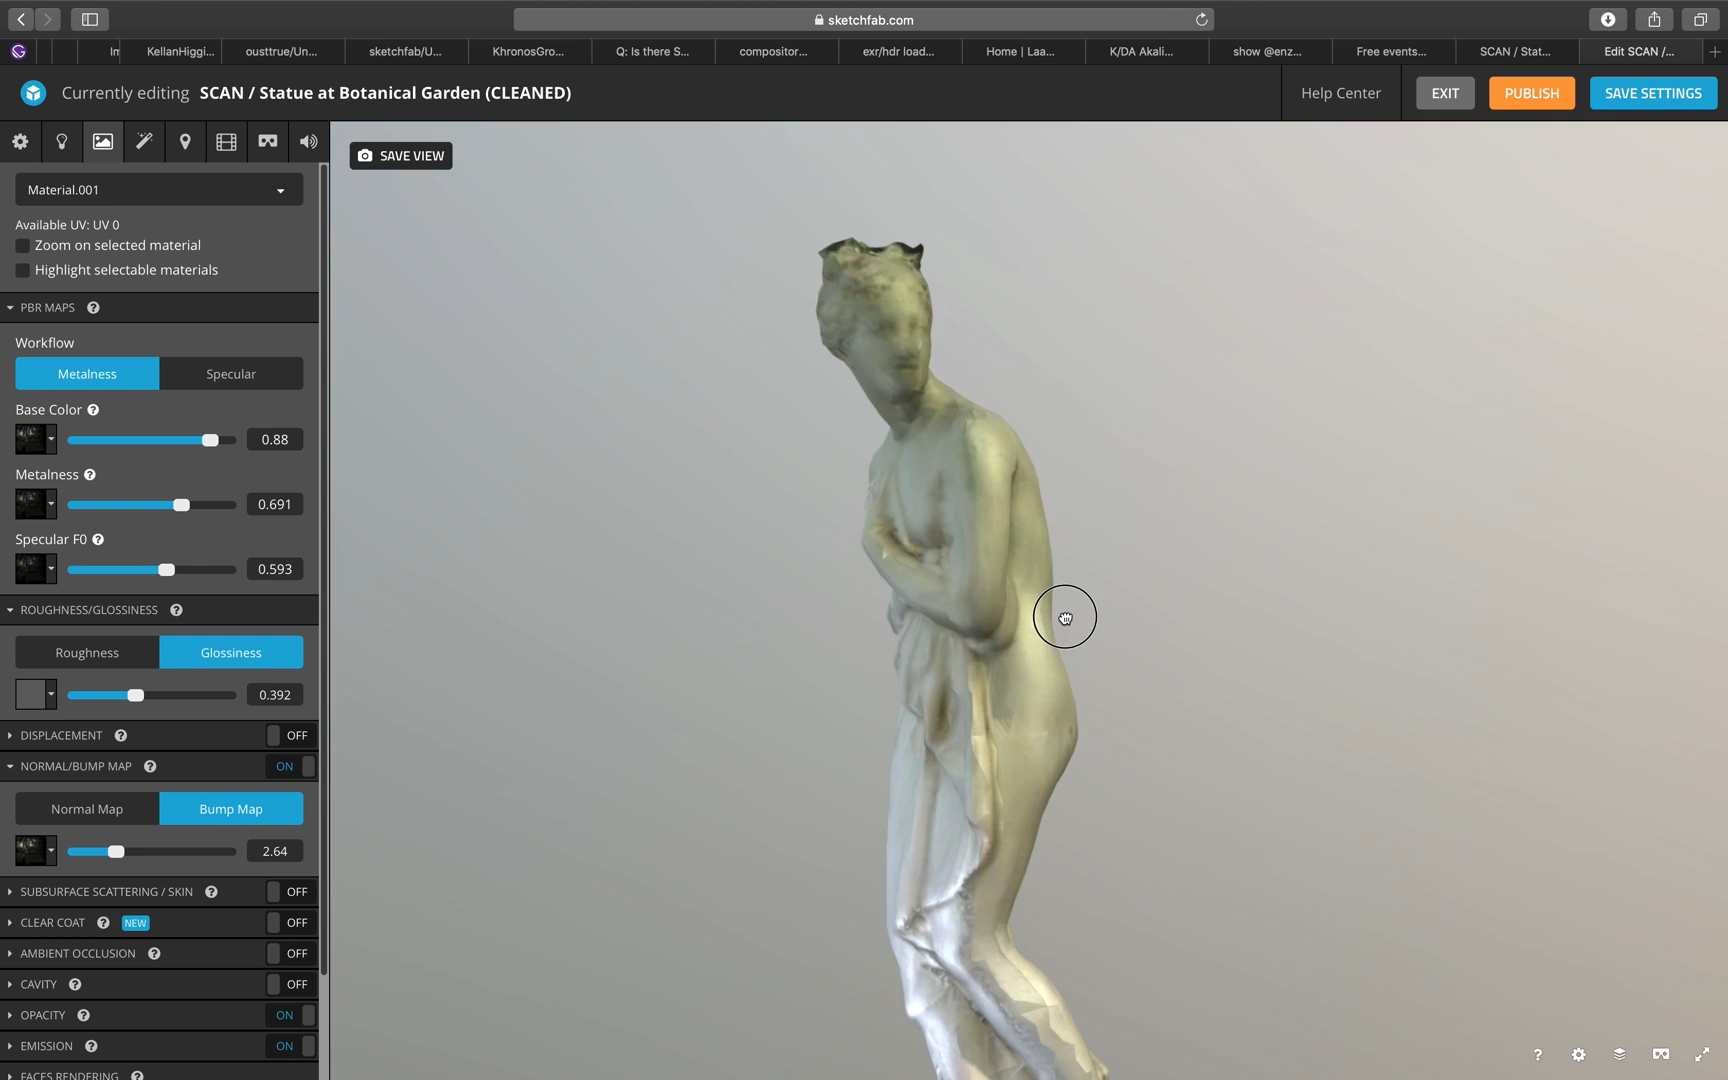 sketchfab.com
In
KellanHiggi...
ousttrue/Un...
sketchfab/U...
KhronosGro...
Q: Is there S...
compositor...
exr/hdr load...
Home | Laa...
K/DA Akali...
show @enz...
Free events...
SCAN / Stat...
Edit SCAN /...
Currently editing SCAN / Statue at Botanical Garden (CLEANED)
Help Center
EXIT
PUBLISH
SAVE SETTINGS
SAVE VIEW
Material.001
Available UV: UV 0
Zoom on selected material
Highlight selectable materials
PBR MAPS ?
Workflow
Metalness Specular
Base Color ?
0.88
Metalness ?
0.691
Specular F0 ?
0.593
ROUGHNESS/GLOSSINESS ?
Roughness Glossiness
0.392
DISPLACEMENT ? OFF
NORMAL/BUMP MAP ? ON
Normal Map Bump Map
2.64
SUBSURFACE SCATTERING / SKIN ? OFF
CLEAR COAT ? NEW OFF
AMBIENT OCCLUSION ? OFF
CAVITY ? OFF
OPACITY ? ON
EMISSION ? ON
FACES RENDERING ?
?